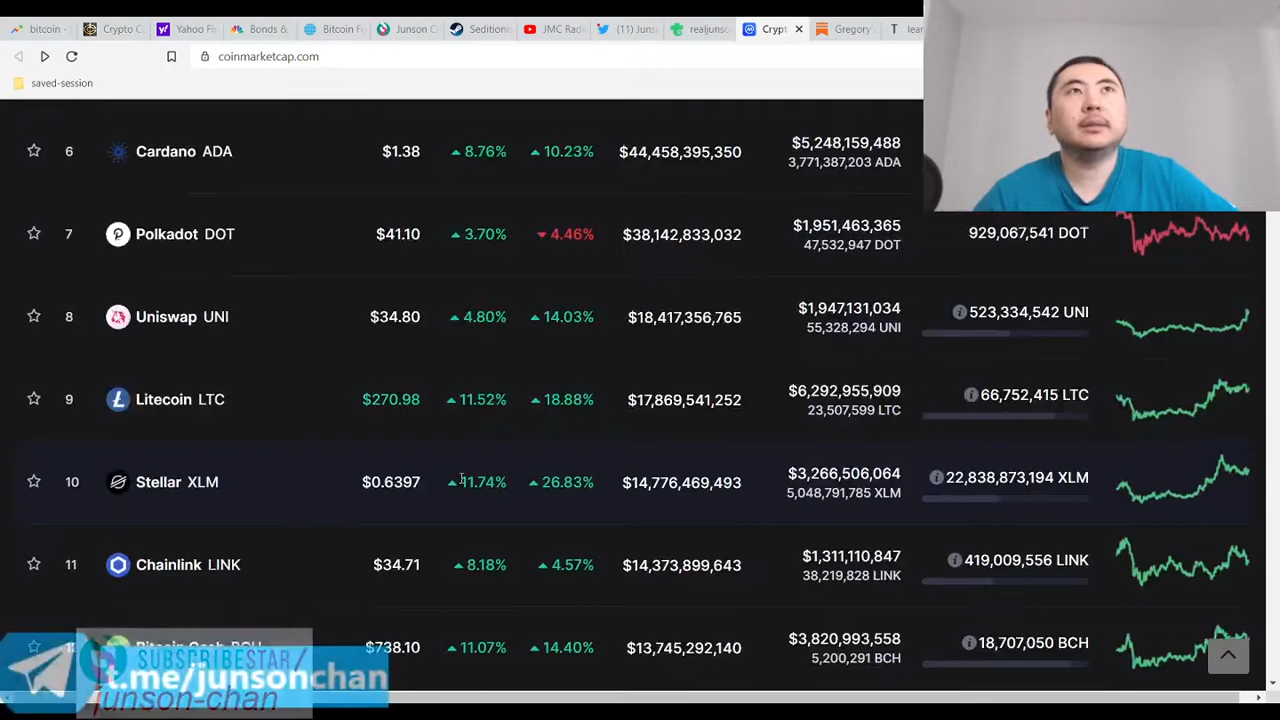 bitcoin -
Crypto Ca
Yahoo Fi
Bonds &
Bitcoin F
Junson C
Sedition
JMC Rad
(11) Juns
realjunso
Crypt
Gregory's
lear
coinmarketcap.com
saved-session
6 Cardano ADA $1.38 8.76% 10.23% $44,458,395,350 $5,248,159,488
3,771,387,203 ADA
7 Polkadot DOT $41.10 3.70% 4.46% $38,142,833,032 $1,951,463,365 929,067,541 DOT
47,532,947 DOT
8 Uniswap UNI $34.80 4.80% 14.03% $18,417,356,765 $1,947,131,034 523,334,542 UNI
55,328,294 UNI
9 Litecoin LTC $270.98 11.52% 18.88% $17,869,541,252 $6,292,955,909 66,752,415 LTC
23,507,599 LTC
10 Stellar XLM $0.6397 11.74% 26.83% $14,776,469,493 $3,266,506,064 22,838,873,194 XLM
5,048,791,785 XLM
11 Chainlink LINK $34.71 8.18% 4.57% $14,373,899,643 $1,311,110,847 419,009,556 LINK
38,219,828 LINK
Bitcoin Cash BCH $738.10 11.07% 14.40% $13,745,292,140 $3,820,993,558 18,707,050 BCH
5,200,291 BCH
SUBSCRIBESTAR/
t.me/junsonchan
junson-chan